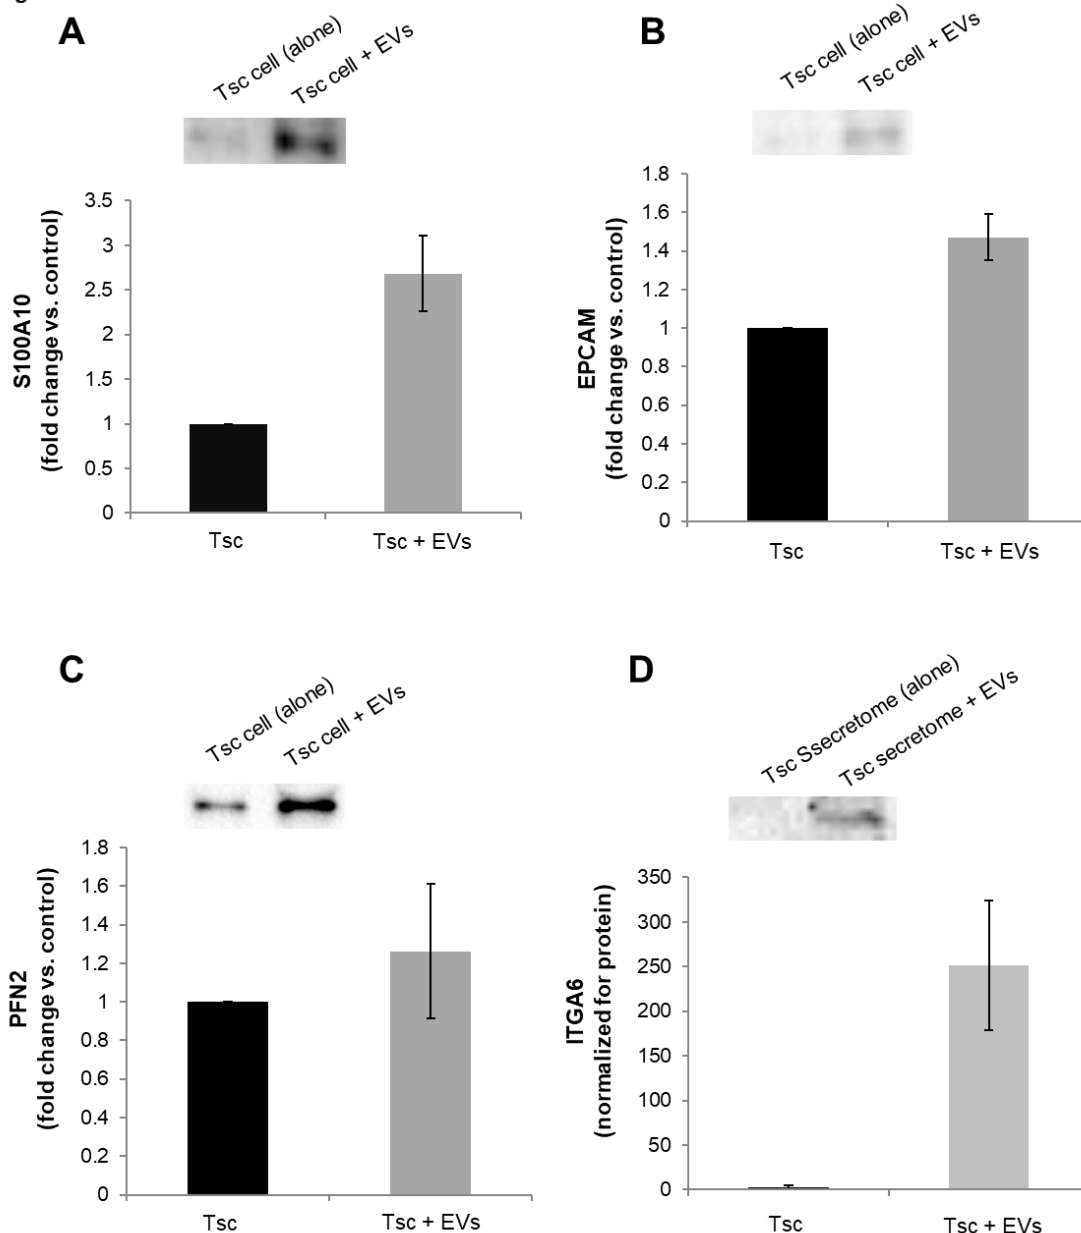 A
Tsc cell (alone)
Tsc cell + EVs
S100A10
(fold change vs. control)
3.5
3
2.5
2
1.5
1
0.5
0
Tsc
Tsc + EVs
B
Tsc cell (alone)
Tsc cell + EVs
EPCAM
(fold change vs. control)
1.8
1.6
1.4
1.2
1
0.8
0.6
0.4
0.2
0
Tsc
Tsc + EVs
C
Tsc cell (alone)
Tsc cell + EVs
PFN2
(fold change vs. control)
1.8
1.6
1.4
1.2
1
0.8
0.6
0.4
0.2
0
Tsc
Tsc + EVs
D
Tsc Ssecretome (alone)
Tsc secretome + EVs
ITGA6
(normalized for protein)
350
300
250
200
150
100
50
0
Tsc
Tsc + EVs